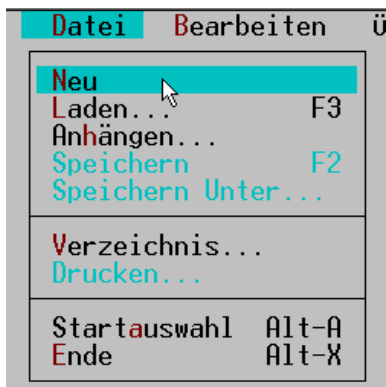 Datei Bearbeiten Ü
Neu
Laden... F3
Anhängen...
Speichern F2
Speichern Unter...
Verzeichnis...
Drucken...
Startauswahl Alt-A
Ende Alt-X